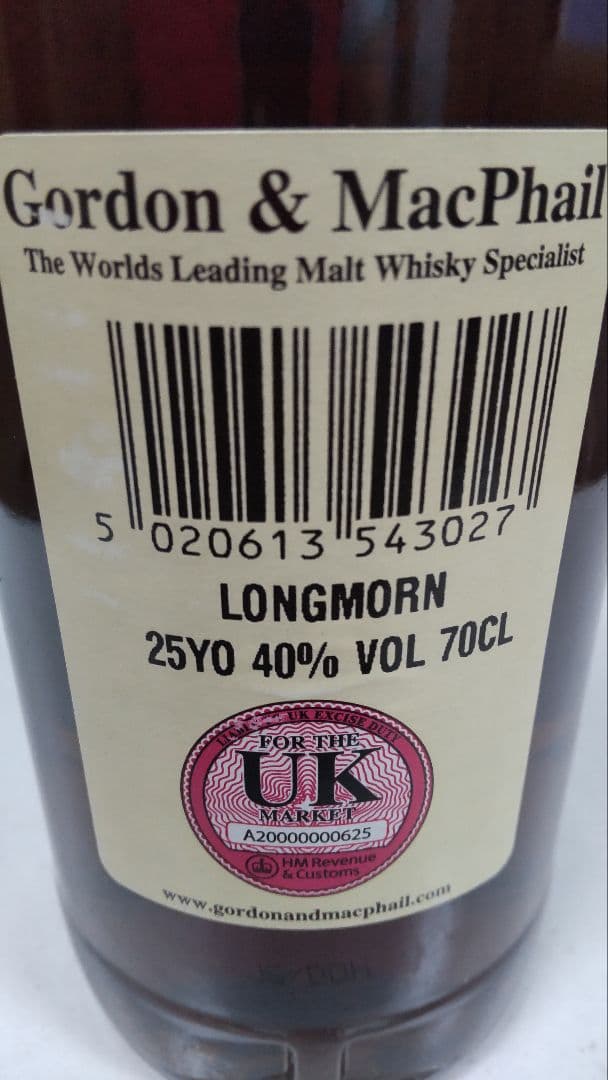 Gordon & MacPhail
The Worlds Leading Malt Whisky Specialist
5 020613 543027
LONGMORN
25YO 40% VOL 70CL
UK EXCISE DUTY
FOR THE
UK
MARKET
A20000000625
HM Revenue
& Customs
www.gordonandmacphail.com